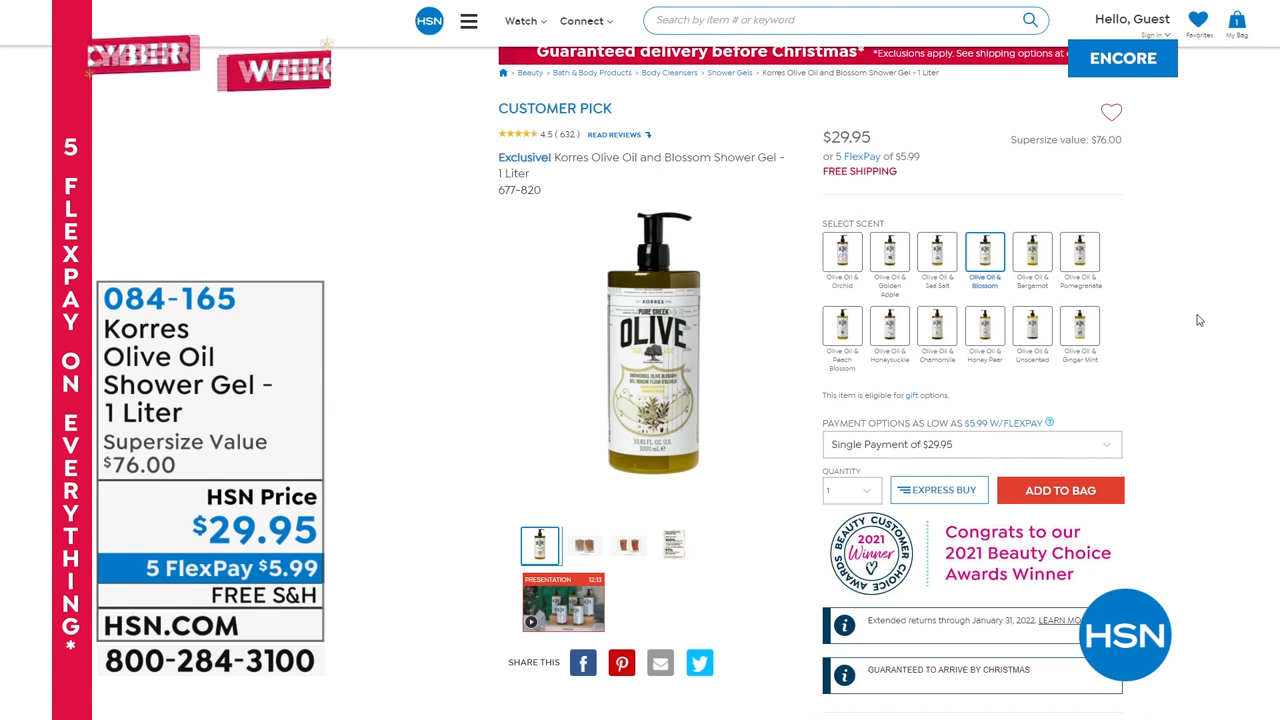 HSN
Watch
Connect
Search by item # or keyword
Hello, Guest
Sign in
Favorites
1
My Bag
CYBER
WEEK
5 FLEXPAY ON EVERYTHING*
Guaranteed delivery before Christmas* *Exclusions apply. See shipping options at
ENCORE
> Beauty > Bath & Body Products > Body Cleansers > Shower Gels > Korres Olive Oil and Blossom Shower Gel - 1 Liter
CUSTOMER PICK
4.5 ( 632 ) READ REVIEWS
Exclusive! Korres Olive Oil and Blossom Shower Gel -
1 Liter
677-820
KORRES
PURE GREEK
OLIVE
SHOWERGEL OLIVE BLOSSOM
33.81 FL. OZ. U.S.
1000 mL ℮
PRESENTATION 12:13
SHARE THIS
$29.95
Supersize value: $76.00
or 5 FlexPay of $5.99
FREE SHIPPING
SELECT SCENT
Olive Oil &
Orchid
Olive Oil &
Golden
Apple
Olive Oil &
Sea Salt
Olive Oil &
Blossom
Olive Oil &
Bergamot
Olive Oil &
Pomegranate
Olive Oil &
Peach
Blossom
Olive Oil &
Honeysuckle
Olive Oil &
Chamomile
Olive Oil &
Honey Pear
Olive Oil &
Unscented
Olive Oil &
Ginger Mint
This item is eligible for gift options.
PAYMENT OPTIONS AS LOW AS $5.99 W/FLEXPAY ?
Single Payment of $29.95
QUANTITY
1
EXPRESS BUY
ADD TO BAG
BEAUTY CUSTOMER CHOICE AWARDS
2021
Winner
Congrats to our
2021 Beauty Choice
Awards Winner
Extended returns through January 31, 2022. LEARN MO
GUARANTEED TO ARRIVE BY CHRISTMAS
HSN
084-165
Korres
Olive Oil
Shower Gel -
1 Liter
Supersize Value
$76.00
HSN Price
$29.95
5 FlexPay $5.99
FREE S&H
HSN.COM
800-284-3100